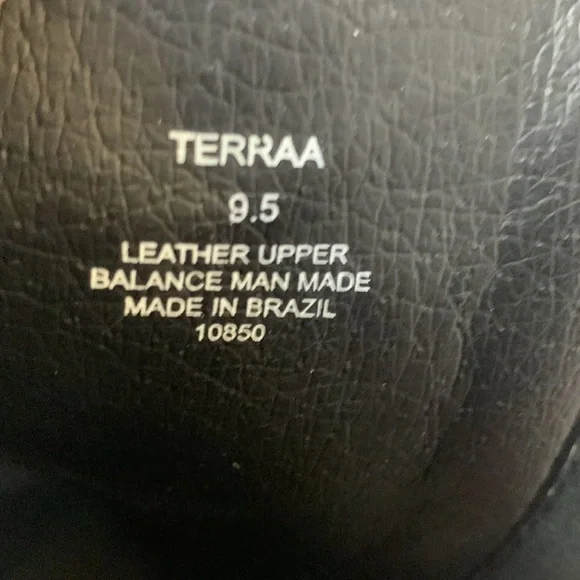 TERRAA
9.5
LEATHER UPPER
BALANCE MAN MADE
MADE IN BRAZIL
10850